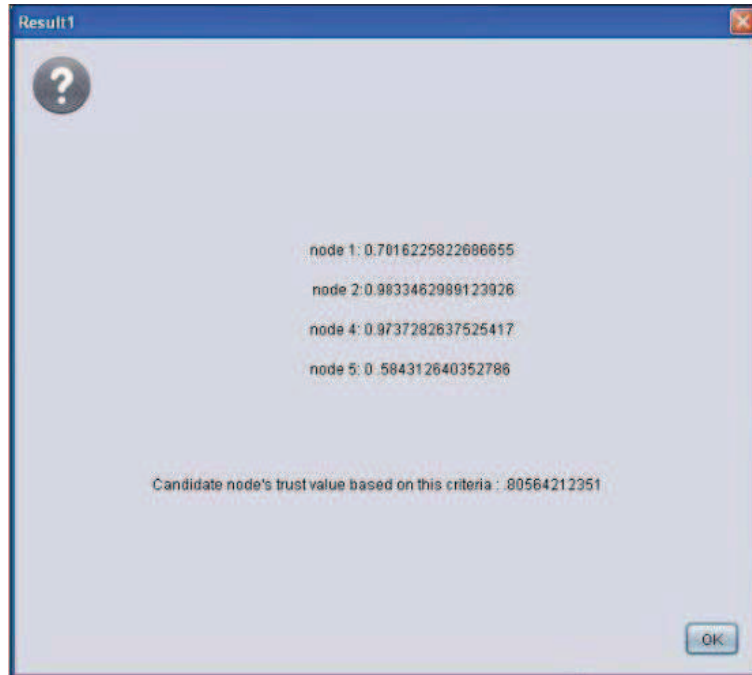 Result1
?
node 1: 0.7016225822686655
node 2:0.9833462989123926
node 4: 0.9737282637525417
node 5: 0 .584312640352786
Candidate node's trust value based on this criteria : .80564212351
OK